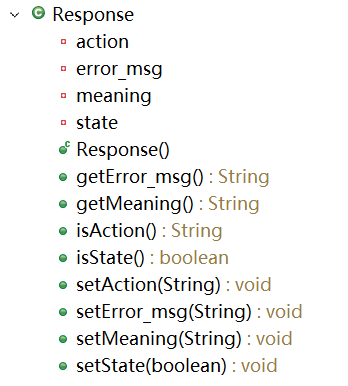 Response
action
error_msg
meaning
state
Response()
getError_msg() : String
getMeaning() : String
isAction() : String
isState() : boolean
setAction(String) : void
setError_msg(String) : void
setMeaning(String) : void
setState(boolean) : void